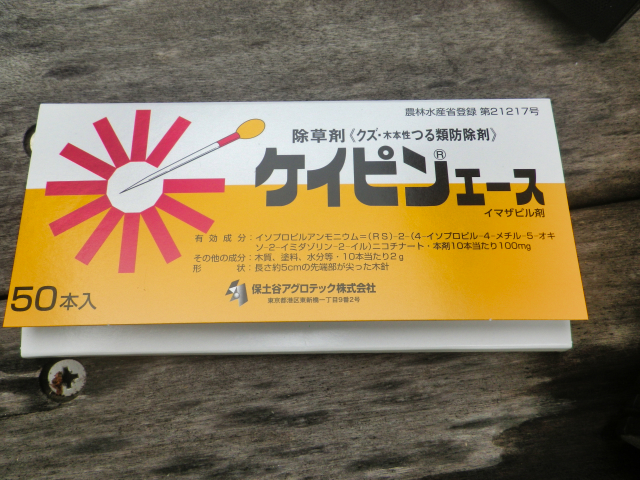 農林水産省登録 第21217号
除草剤《クズ・木本性つる類防除剤》
ケイピン®エース
イマザピル剤
有効成分：イソプロピルアンモニウム＝(RS)-2-(4-イソプロピル-4-メチル-5-オキ
ソ-2-イミダゾリン-2-イル)ニコチナート・本剤10本当たり100mg
その他の成分：木質、塗料、水分等・10本当たり2g
形状：長さ約5cmの先端部が尖った木針
50本入
保土谷アグロテック株式会社
東京都港区東新橋一丁目9番2号